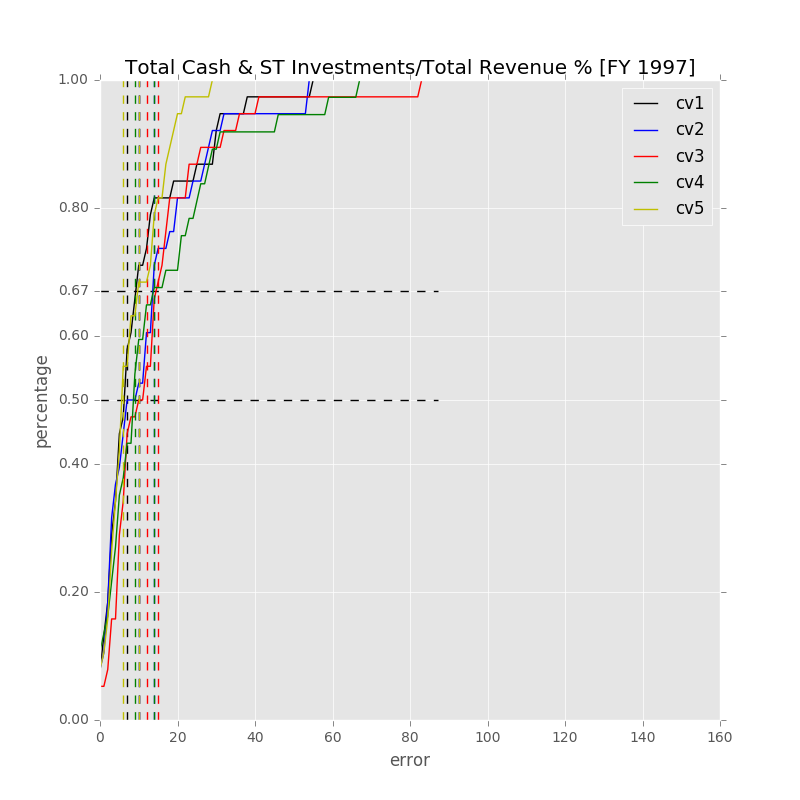 Total Cash & ST Investments/Total Revenue % [FY 1997]
1.00
0.80
0.67
0.60
0.50
0.40
0.20
0.00
percentage
cv1
cv2
cv3
cv4
cv5
0 20 40 60 80 100 120 140 160
error